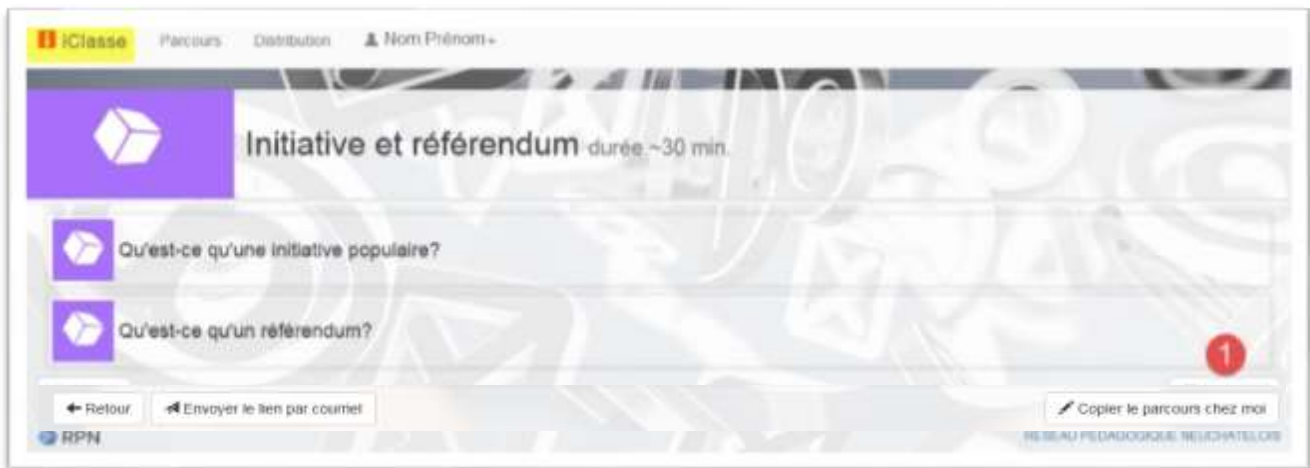 iClasse Parcours Distribution Nom Prénom
Initiative et référendum durée ~30 min.
Qu'est-ce qu'une initiative populaire?
Qu'est-ce qu'un référendum?
1
Retour Envoyer le lien par courriel Copier le parcours chez moi
RPN RESEAU PEDAGOGIQUE NEUCHATELOIS